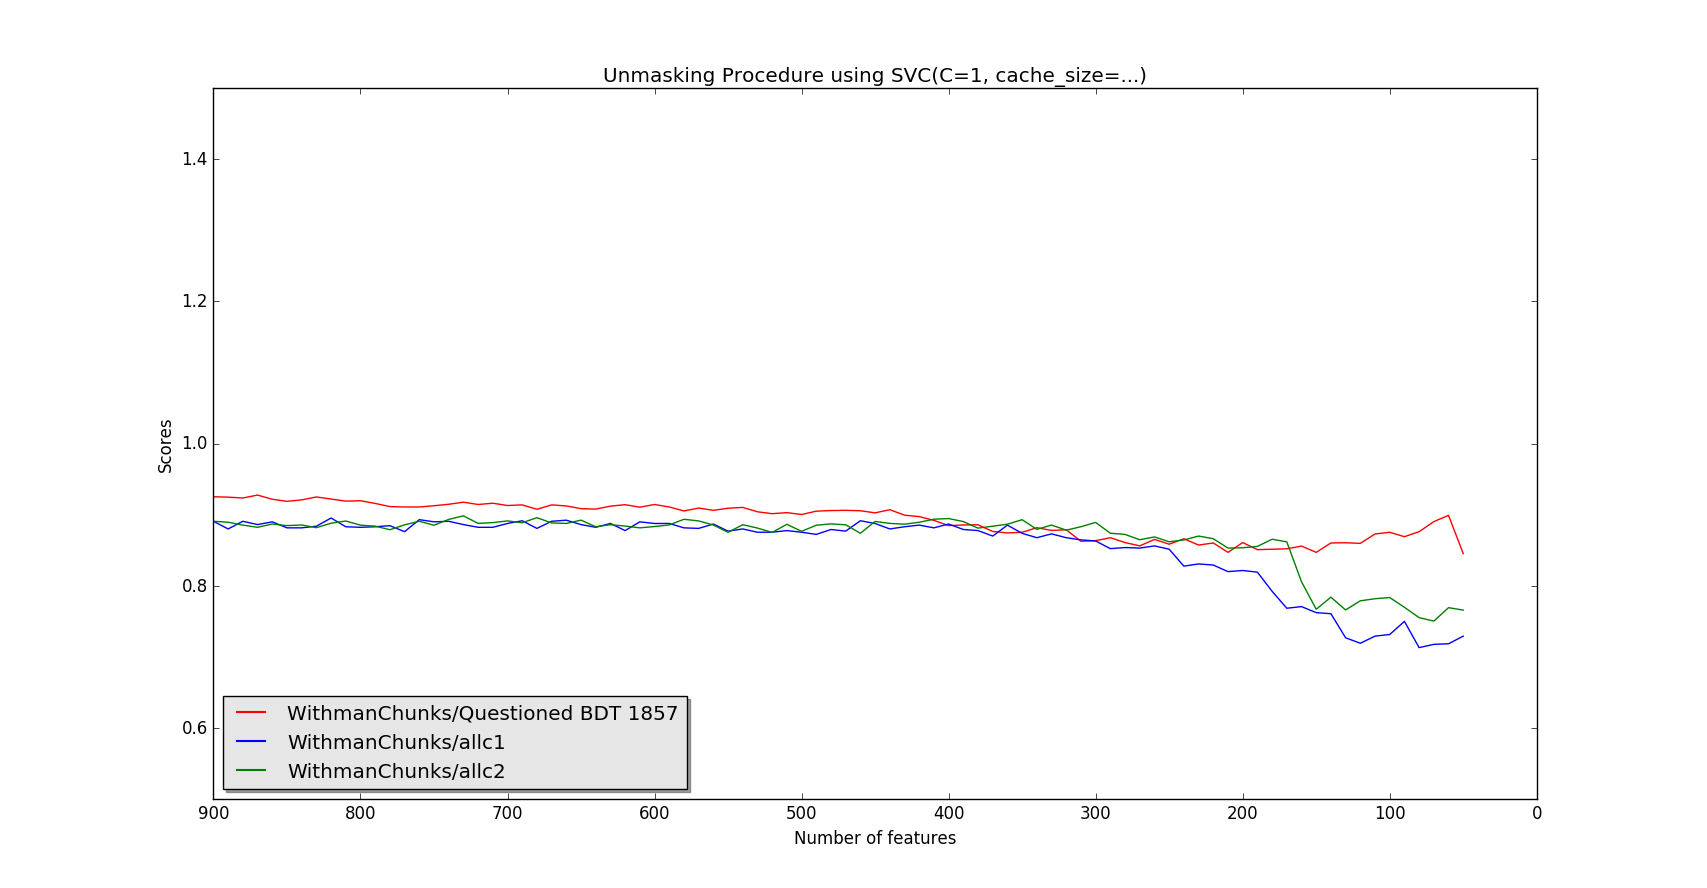 Unmasking Procedure using SVC(C=1, cache_size=...)
1.4
1.2
1.0
0.8
0.6
Scores
WithmanChunks/Questioned BDT 1857
WithmanChunks/allc1
WithmanChunks/allc2
900 800 700 600 500 400 300 200 100 0
Number of features